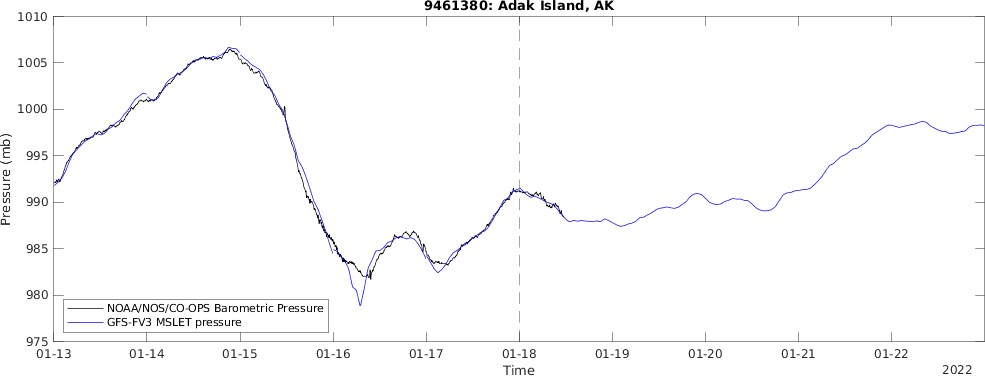 9461380: Adak Island, AK
Pressure (mb)
1010
1005
1000
995
990
985
980
975
NOAA/NOS/CO-OPS Barometric Pressure
GFS-FV3 MSLET pressure
01-13 01-14 01-15 01-16 01-17 01-18 01-19 01-20 01-21 01-22
Time
2022